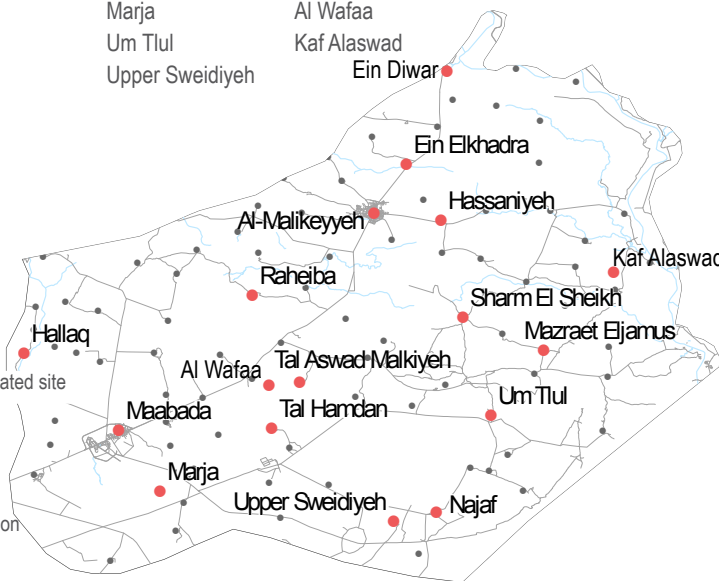 Marja
Al Wafaa
Um Tlul
Kaf Alaswad
Upper Sweidiyeh
Ein Diwar
Ein Elkhadra
Hassaniyeh
Al-Malikeyyeh
Kaf Alaswad
Raheiba
Sharm El Sheikh
Hallaq
Mazraet Eljamus
Al Wafaa
Tal Aswad Malkiyeh
ated site
Um Tlul
Maabada
Tal Hamdan
Marja
Upper Sweidiyeh
Najaf
on